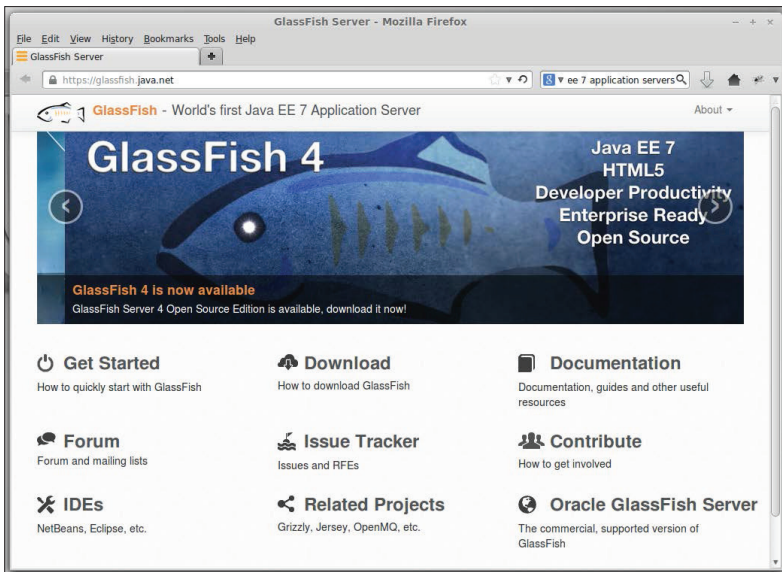 GlassFish Server - Mozilla Firefox
File Edit View History Bookmarks Tools Help
GlassFish Server
https://glassfish.java.net
ee 7 application servers
GlassFish - World's first Java EE 7 Application Server
About
GlassFish 4
Java EE 7
HTML5
Developer Productivity
Enterprise Ready
Open Source
GlassFish 4 is now available
GlassFish Server 4 Open Source Edition is available, download it now!
Get Started
How to quickly start with GlassFish
Download
How to download GlassFish
Documentation
Documentation, guides and other useful
resources
Forum
Forum and mailing lists
Issue Tracker
Issues and RFEs
Contribute
How to get involved
IDEs
NetBeans, Eclipse, etc.
Related Projects
Grizzly, Jersey, OpenMQ, etc.
Oracle GlassFish Server
The commercial, supported version of
GlassFish